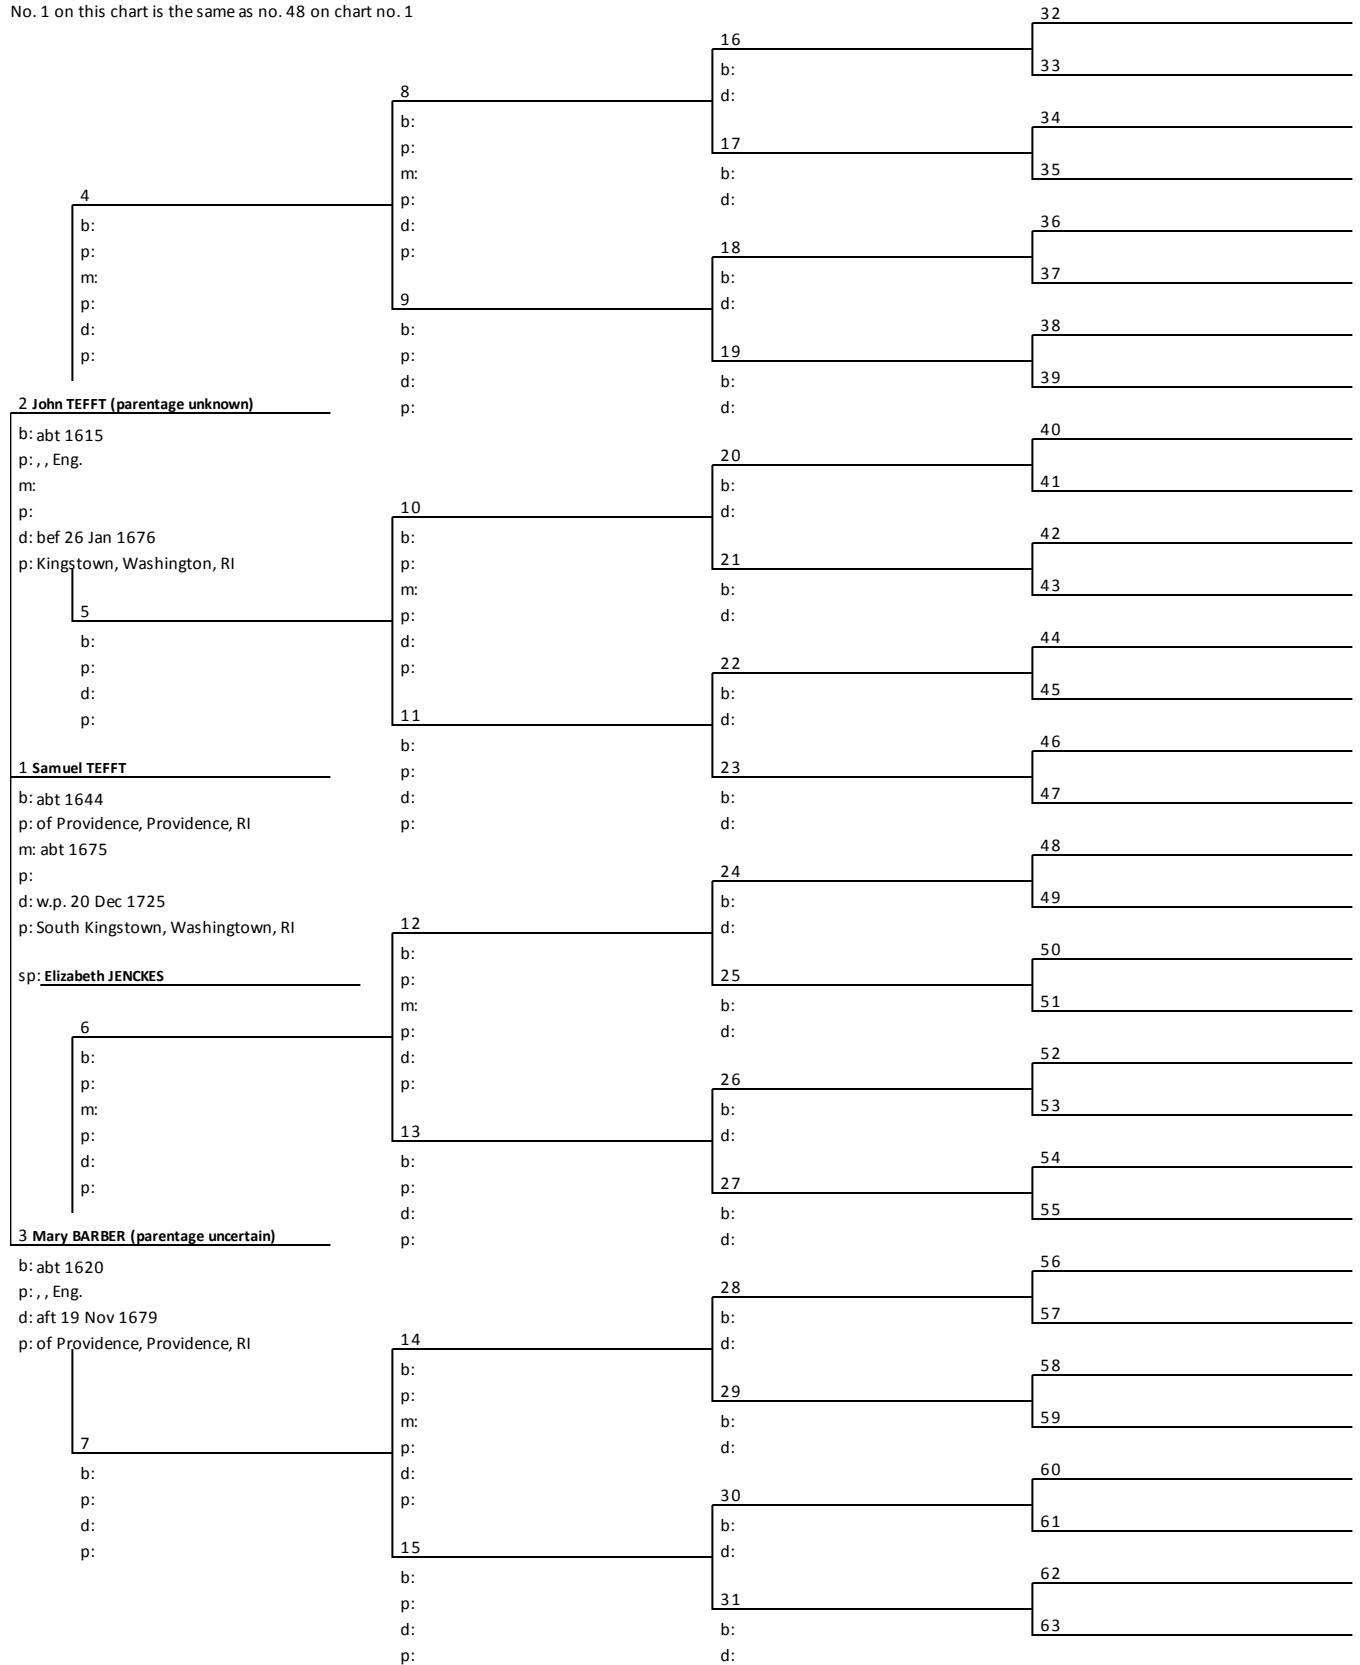 No. 1 on this chart is the same as no. 48 on chart no. 1
4
b:
p:
m:
p:
d:
p:
2 John TEFFT (parentage unknown)
b: abt 1615
p: , , Eng.
m:
p:
d: bef 26 Jan 1676
p: Kingstown, Washington, RI
5
b:
p:
d:
p:
1 Samuel TEFFT
b: abt 1644
p: of Providence, Providence, RI
m: abt 1675
p:
d: w.p. 20 Dec 1725
p: South Kingstown, Washingtown, RI
sp: Elizabeth JENCKES
6
b:
p:
m:
p:
d:
p:
3 Mary BARBER (parentage uncertain)
b: abt 1620
p: , , Eng.
d: aft 19 Nov 1679
p: of Providence, Providence, RI
7
b:
p:
d:
p:
8
b:
p:
m:
p:
d:
p:
9
b:
p:
d:
p:
10
b:
p:
m:
p:
d:
p:
11
b:
p:
d:
p:
12
b:
p:
m:
p:
d:
p:
13
b:
p:
d:
p:
14
b:
p:
m:
p:
d:
p:
15
b:
p:
d:
p:
16
b:
d:
17
b:
d:
18
b:
d:
19
b:
d:
20
b:
d:
21
b:
d:
22
b:
d:
23
b:
d:
24
b:
d:
25
b:
d:
26
b:
d:
27
b:
d:
28
b:
d:
29
b:
d:
30
b:
d:
31
b:
d:
32
33
34
35
36
37
38
39
40
41
42
43
44
45
46
47
48
49
50
51
52
53
54
55
56
57
58
59
60
61
62
63